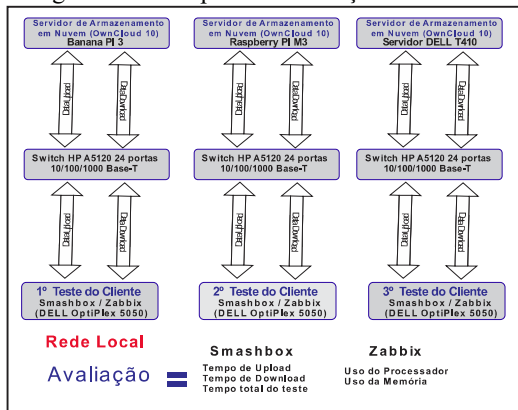 Servidor de Armazenamento
em Nuvem (OwnCloud 10)
Banana PI 3
Servidor de Armazenamento
em Nuvem (OwnCloud 10)
Raspberry PI M3
Servidor de Armazenamento
em Nuvem (OwnCloud 10)
Servidor DELL T410
Data Upload
Data Download
Data Upload
Data Download
Data Upload
Data Download
Switch HP A5120 24 portas
10/100/1000 Base-T
Switch HP A5120 24 portas
10/100/1000 Base-T
Switch HP A5120 24 portas
10/100/1000 Base-T
Data Upload
Data Download
Data Upload
Data Download
Data Upload
Data Download
1º Teste do Cliente
Smashbox / Zabbix
(DELL OptiPlex 5050)
2º Teste do Cliente
Smashbox / Zabbix
(DELL OptiPlex 5050)
3º Teste do Cliente
Smashbox / Zabbix
(DELL OptiPlex 5050)
Rede Local
Avaliação =
Smashbox
Tempo de Upload
Tempo de Download
Tempo total do teste
Zabbix
Uso do Processador
Uso da Memória